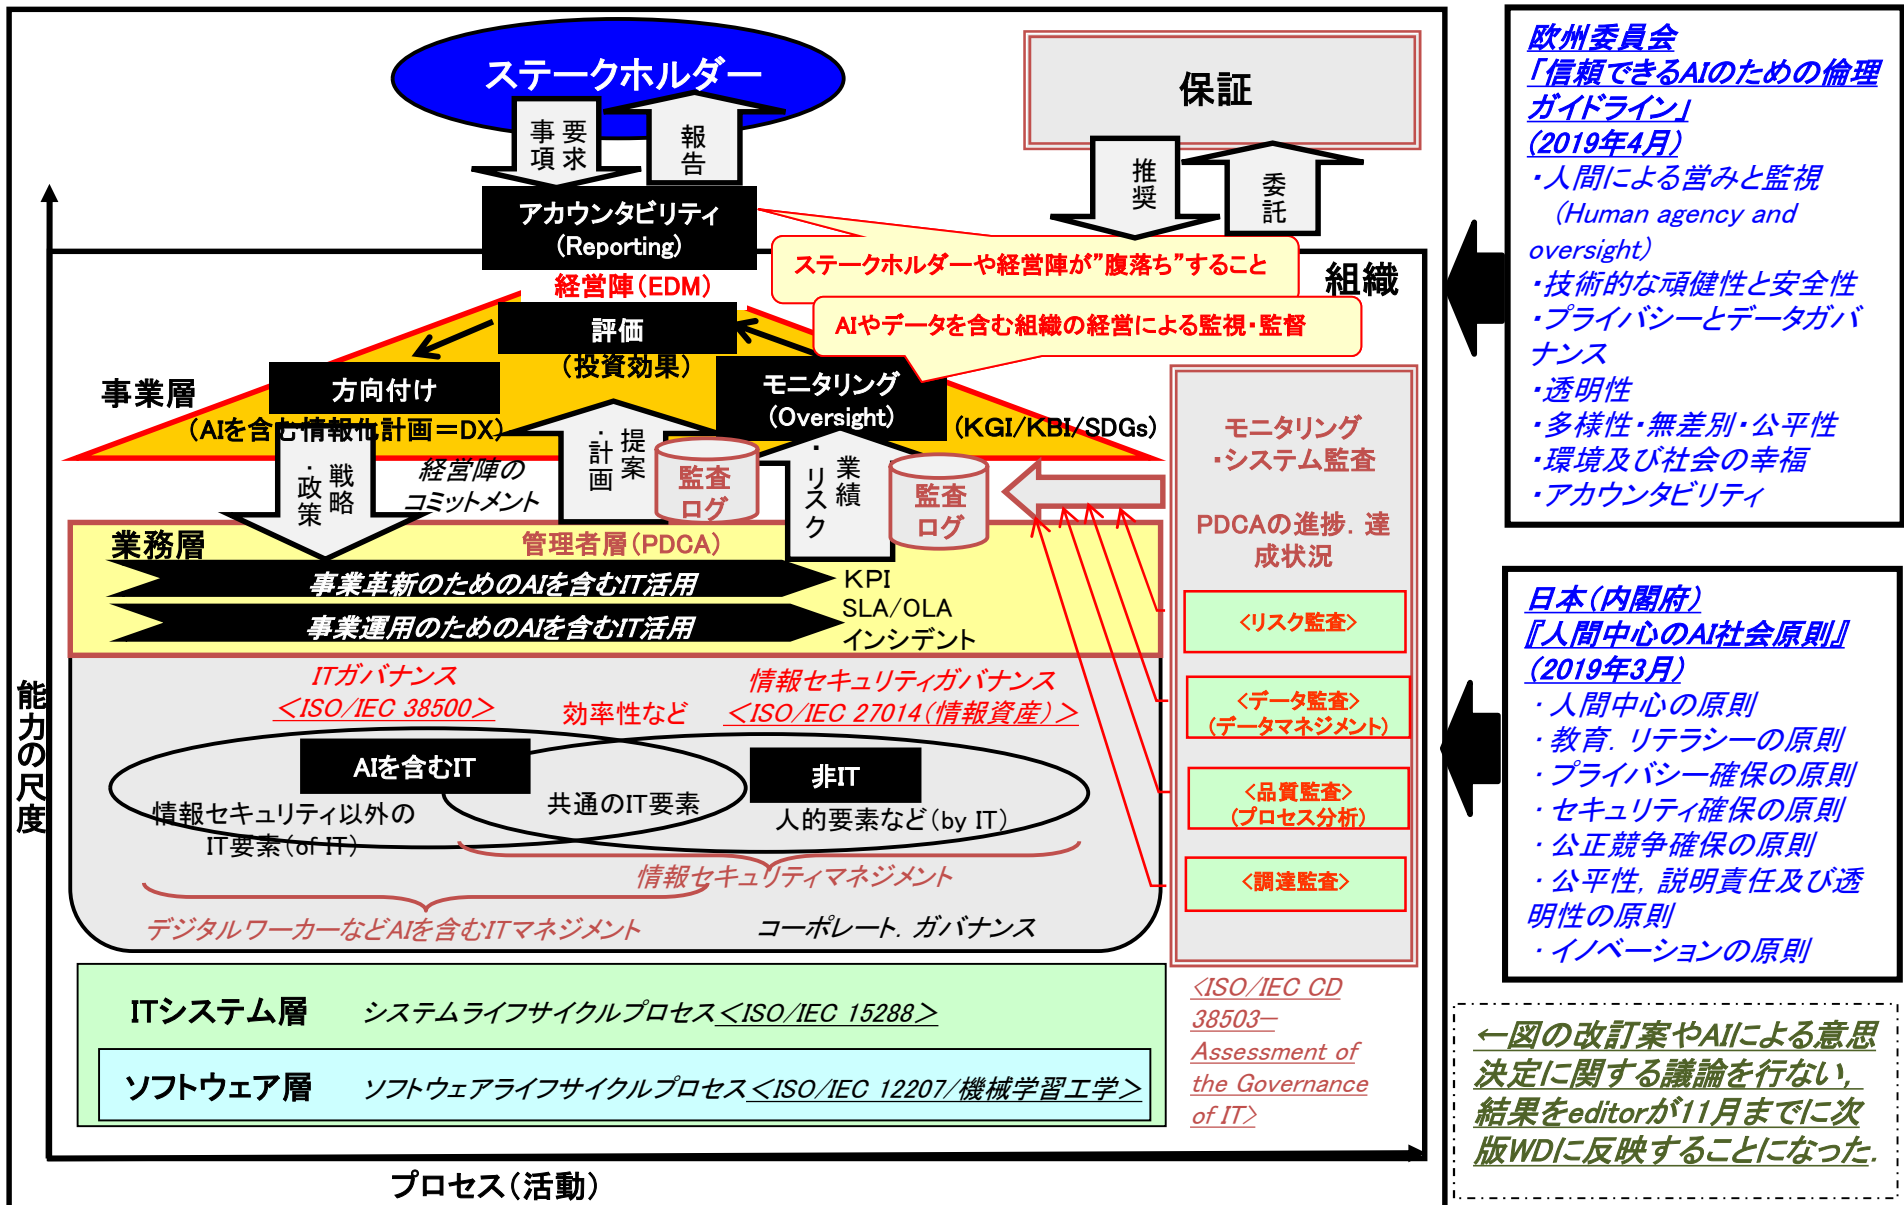 ステークホルダー
要求
事項
報告
保証
推奨
委託
アカウンタビリティ
(Reporting)
経営陣(EDM)
ステークホルダーや経営陣が”腹落ち”すること
組織
AIやデータを含む組織の経営による監視・監督
評価
(投資効果)
方向付け
モニタリング
(Oversight)
事業層
(AIを含む情報化計画=DX)
(KGI/KBI/SDGs)
戦略
・政策
経営陣の
コミットメント
提案
・計画
監査
ログ
業績
・リスク
監査
ログ
モニタリング
・システム監査
PDCAの進捗．達
成状況
<リスク監査>
<データ監査>
(データマネジメント)
<品質監査>
(プロセス分析)
<調達監査>
<ISO/IEC CD
38503ー
Assessment of
the Governance
of IT>
業務層
管理者層(PDCA)
事業革新のためのAIを含むIT活用
事業運用のためのAIを含むIT活用
KPI
SLA/OLA
インシデント
ITガバナンス
<ISO/IEC 38500>
効率性など
情報セキュリティガバナンス
<ISO/IEC 27014(情報資産)>
AIを含むIT
非IT
情報セキュリティ以外の
IT要素(of IT)
共通のIT要素
人的要素など(by IT)
情報セキュリティマネジメント
デジタルワーカーなどAIを含むITマネジメント
コーポレート．ガバナンス
ITシステム層
システムライフサイクルプロセス<ISO/IEC 15288>
ソフトウェア層
ソフトウェアライフサイクルプロセス<ISO/IEC 12207/機械学習工学>
能力の尺度
プロセス(活動)
欧州委員会
「信頼できるAIのための倫理
ガイドライン」
(2019年4月)
・人間による営みと監視
(Human agency and
oversight)
・技術的な頑健性と安全性
・プライバシーとデータガバ
ナンス
・透明性
・多様性・無差別・公平性
・環境及び社会の幸福
・アカウンタビリティ
日本(内閣府)
『人間中心のAI社会原則』
(2019年3月)
・人間中心の原則
・教育．リテラシーの原則
・プライバシー確保の原則
・セキュリティ確保の原則
・公正競争確保の原則
・公平性，説明責任及び透
明性の原則
・イノベーションの原則
←図の改訂案やAIによる意思
決定に関する議論を行ない，
結果をeditorが11月までに次
版WDに反映することになった．